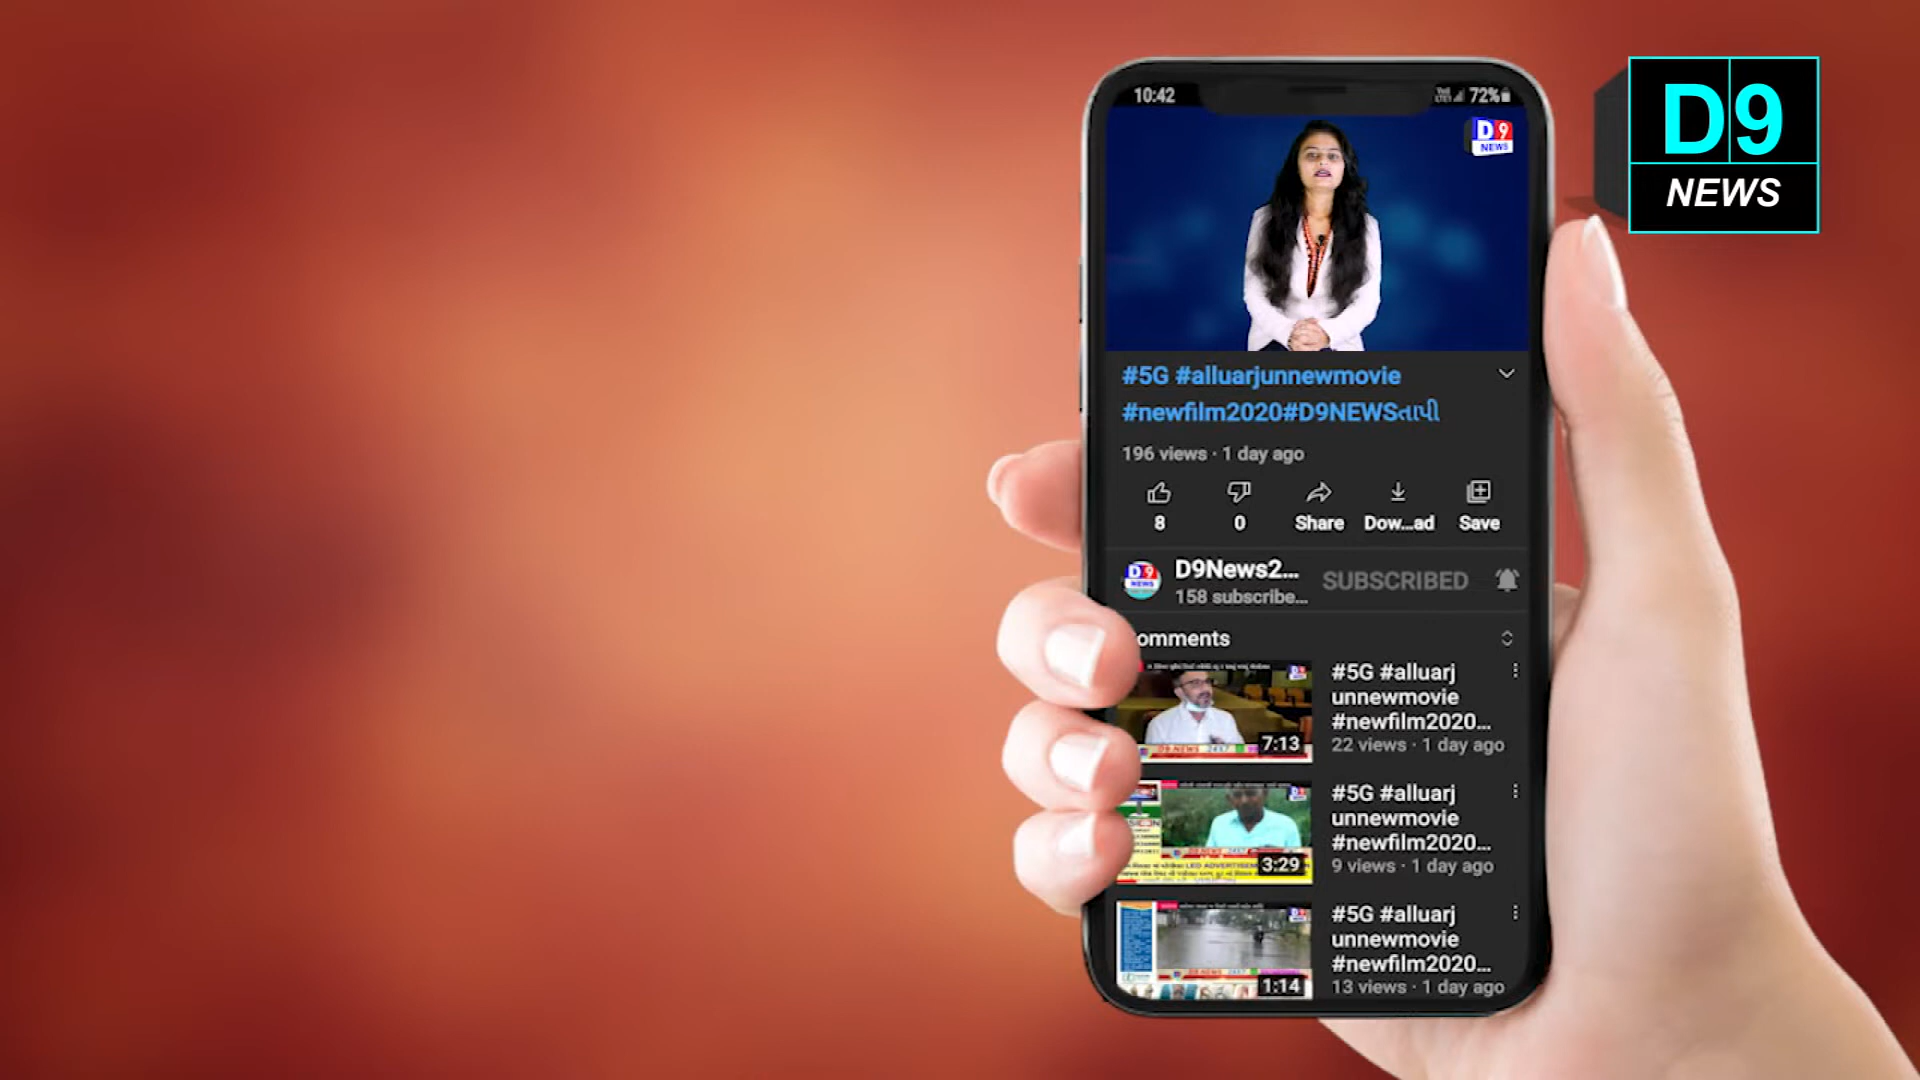 10:42
72%
D 9
NEWS
D9
NEWS
#5G #alluarjunnewmovie
#newfilm2020#D9NEWSતાપી
196 views · 1 day ago
8
0
Share
Dow...ad
Save
D9News2...
158 subscribe...
SUBSCRIBED
omments
#5G #alluarj
unnewmovie
#newfilm2020...
22 views · 1 day ago
7:13
#5G #alluarj
unnewmovie
#newfilm2020...
9 views · 1 day ago
3:29
#5G #alluarj
unnewmovie
#newfilm2020...
13 views · 1 day ago
1:14